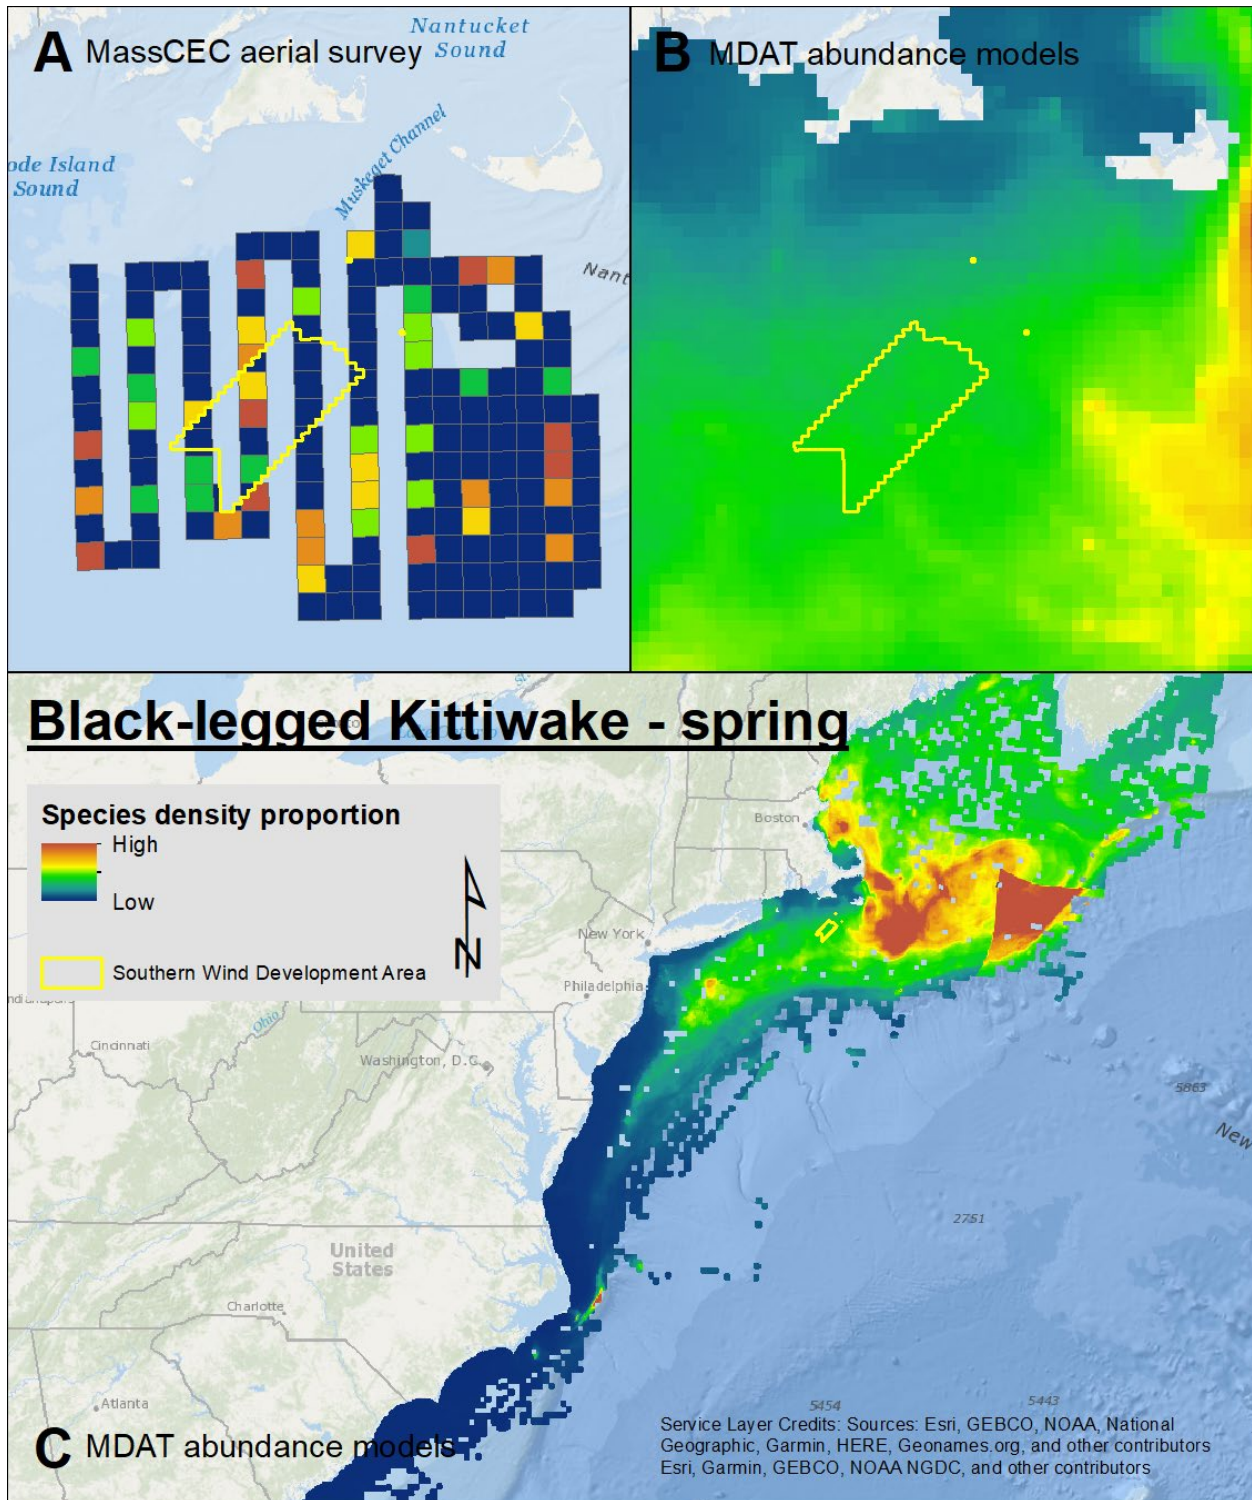 A MassCEC aerial survey
Nantucket
Sound
ode Island
Sound
Muskeget Channel
Nant
B MDAT abundance models
Black-legged Kittiwake - spring
Species density proportion
High
Low
N
Southern Wind Development Area
Boston
New York
Philadelphia
Ohio
Cincinnati
Washington, D.C.
United
States
Charlotte
Atlanta
5863
New
2751
5454
5443
C MDAT abundance models
Service Layer Credits: Sources: Esri, GEBCO, NOAA, National
Geographic, Garmin, HERE, Geonames.org, and other contributors
Esri, Garmin, GEBCO, NOAA NGDC, and other contributors